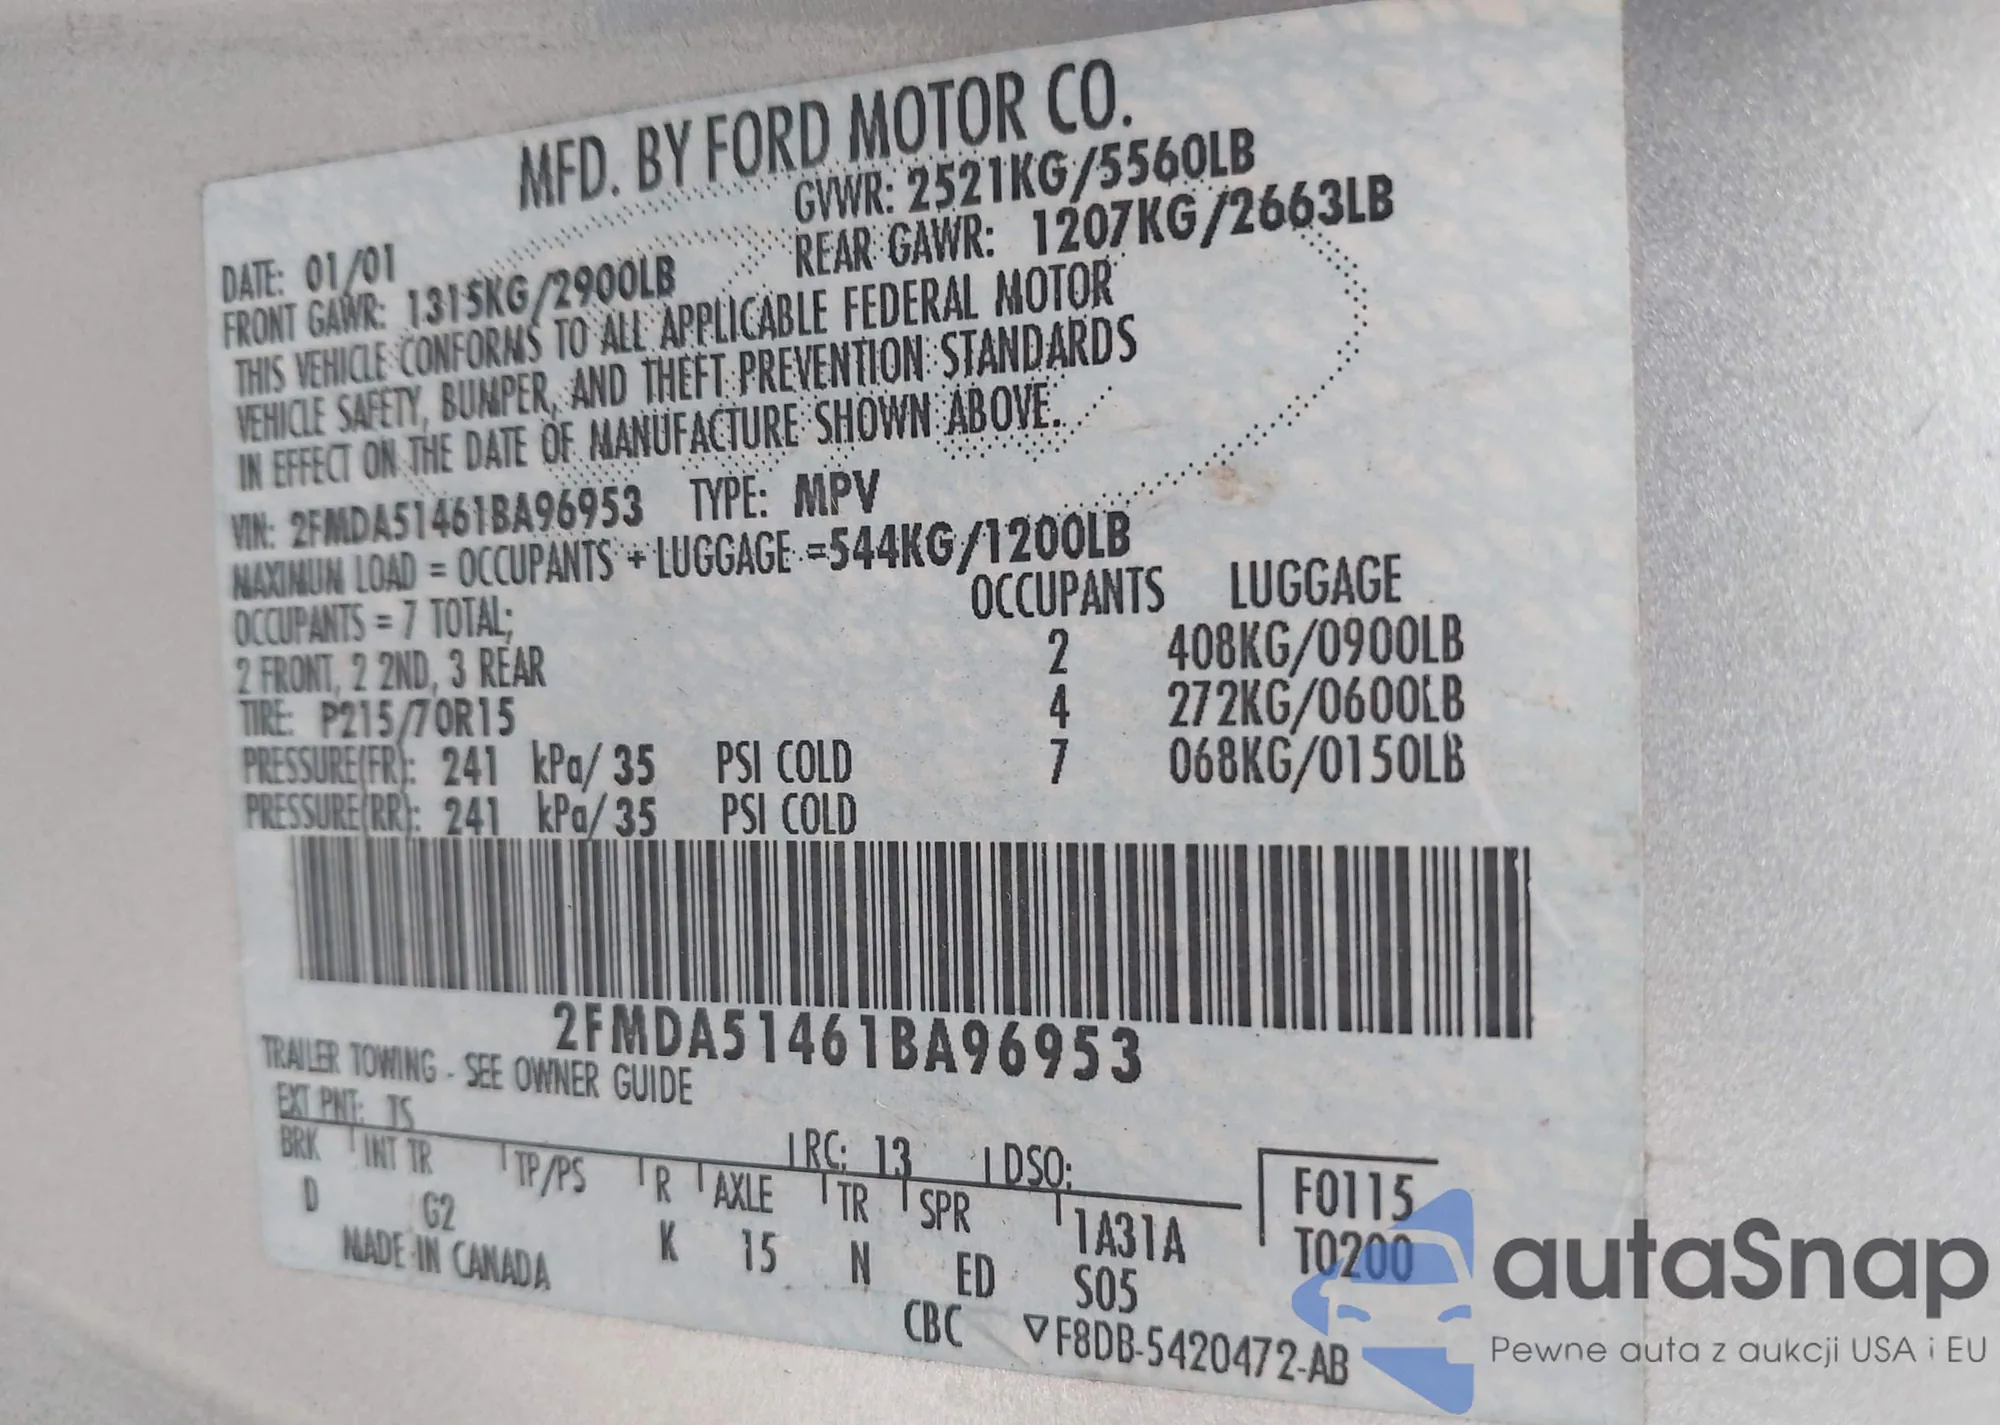 MFD. BY FORD MOTOR CO.
DATE: 01/01 GVWR: 2521KG/5560LB
FRONT GAWR: 1315KG/2900LB REAR GAWR: 1207KG/2663LB
THIS VEHICLE CONFORMS TO ALL APPLICABLE FEDERAL MOTOR
VEHICLE SAFETY, BUMPER, AND THEFT PREVENTION STANDARDS
IN EFFECT ON THE DATE OF MANUFACTURE SHOWN ABOVE.
VIN: 2FMDA51461BA96953 TYPE: MPV
MAXIMUM LOAD = OCCUPANTS + LUGGAGE =544KG/1200LB
OCCUPANTS = 7 TOTAL; OCCUPANTS LUGGAGE
2 FRONT, 2 2ND, 3 REAR 2 408KG/0900LB
TIRE: P215/70R15 4 272KG/0600LB
PRESSURE(FR): 241 kPa/ 35 PSI COLD 7 068KG/0150LB
PRESSURE(RR): 241 kPa/ 35 PSI COLD
2FMDA51461BA96953
TRAILER TOWING - SEE OWNER GUIDE
EXT PNT: TS RC: 13 DSO: F0115
BRK INT TR TP/PS R AXLE TR SPR 1A31A T0200
D G2 K 15 N ED S05
MADE IN CANADA CBC ▽F8DB-5420472-AB
autaSnap
Pewne auta z aukcji USA i EU